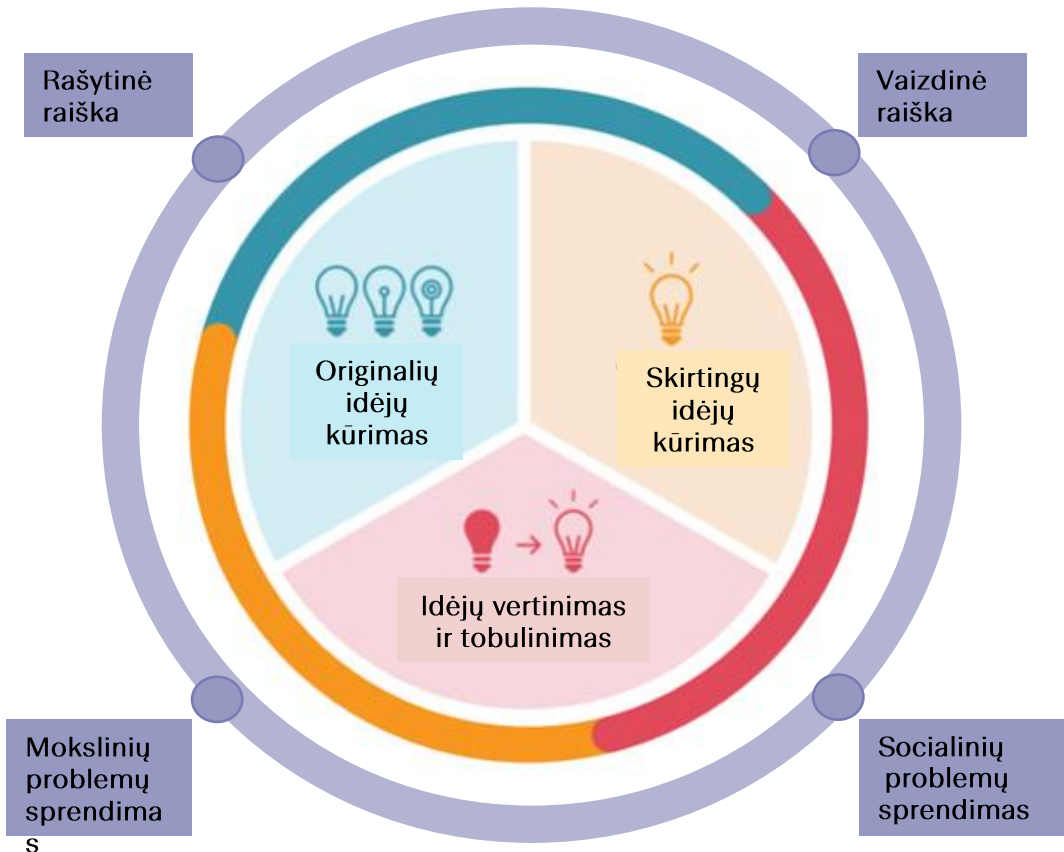 Rašytinė
raiška
Vaizdinė
raiška
Originalių
idėjų
kūrimas
Skirtingų
idėjų
kūrimas
Idėjų vertinimas
ir tobulinimas
Mokslinių
problemų
sprendima
s
Socialinių
problemų
sprendimas